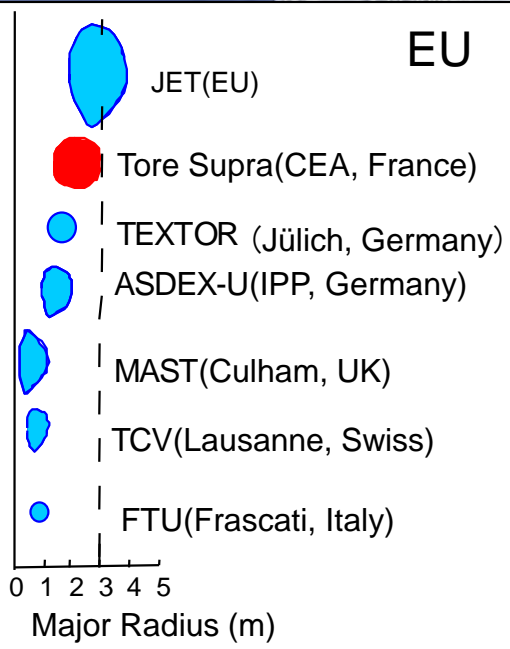 EU
JET(EU)
Tore Supra(CEA, France)
TEXTOR（Jülich, Germany）
ASDEX-U(IPP, Germany)
MAST(Culham, UK)
TCV(Lausanne, Swiss)
FTU(Frascati, Italy)
0 1 2 3 4 5
Major Radius (m)